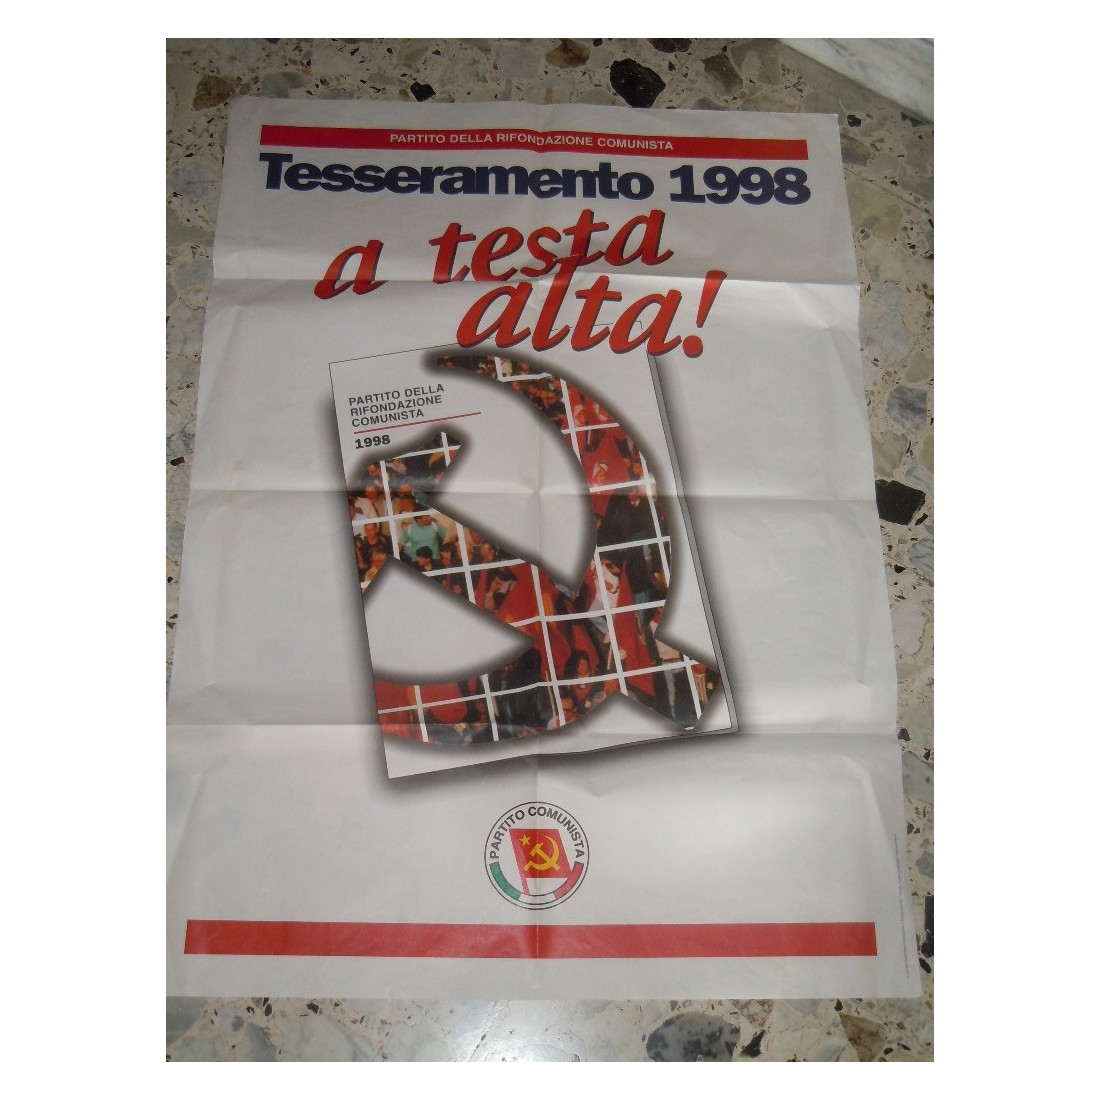 PARTITO DELLA RIFONDAZIONE COMUNISTA
Tesseramento 1998
a testa
alta!
PARTITO DELLA
RIFONDAZIONE
COMUNISTA
1998
PARTITO COMUNISTA